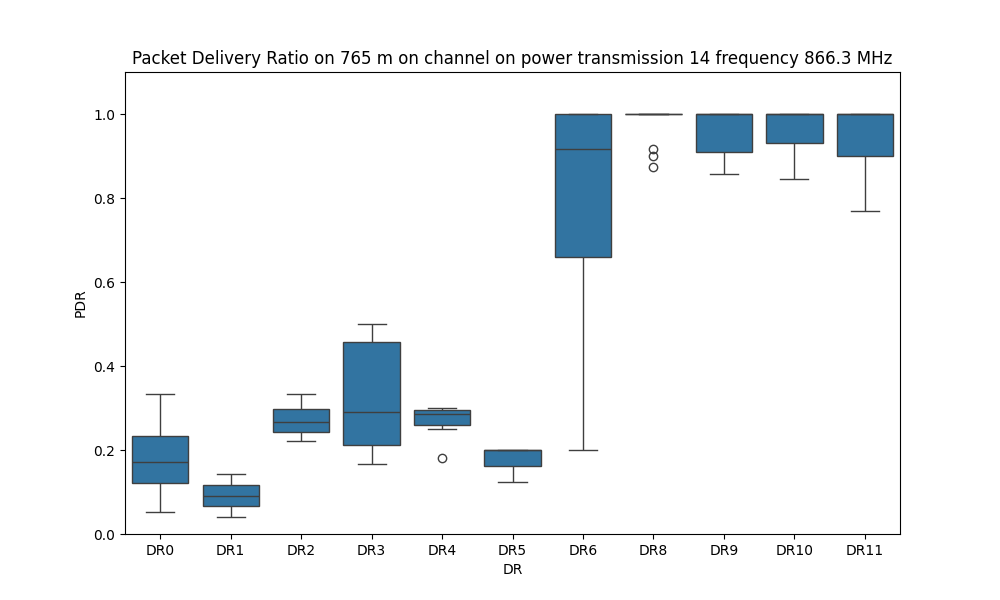 Packet Delivery Ratio on 765 m on channel on power transmission 14 frequency 866.3 MHz
PDR
1.0
0.8
0.6
0.4
0.2
0.0
DR0 DR1 DR2 DR3 DR4 DR5 DR6 DR8 DR9 DR10 DR11
DR